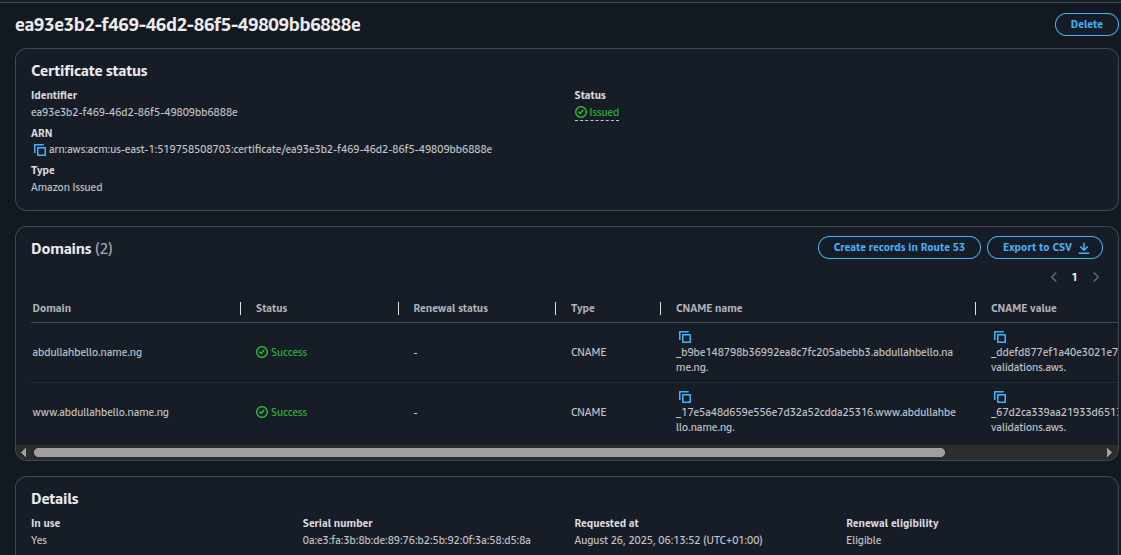 ea93e3b2-f469-46d2-86f5-49809bb6888e
Delete
Certificate status
Identifier
Status
ea93e3b2-f469-46d2-86f5-49809bb6888e
Issued
ARN
arn:aws:acm:us-east-1:519758508703:certificate/ea93e3b2-f469-46d2-86f5-49809bb6888e
Type
Amazon Issued
Domains (2)
Create records in Route 53
Export to CSV
1
Domain
Status
Renewal status
Type
CNAME name
CNAME value
abdullahbello.name.ng
Success
-
CNAME
_b9be148798b36992ea8c7fc205abebb3.abdullahbello.na
me.ng.
_ddefd877ef1a40e3021e7
validations.aws.
www.abdullahbello.name.ng
Success
-
CNAME
_17e5a48d659e556e7d32a52cdda25316.www.abdullahbe
llo.name.ng.
_67d2ca339aa21933d651
validations.aws.
Details
In use
Serial number
Requested at
Renewal eligibility
Yes
0a:e3:fa:3b:8b:de:89:76:b2:5b:92:0f:3a:58:d5:8a
August 26, 2025, 06:13:52 (UTC+01:00)
Eligible